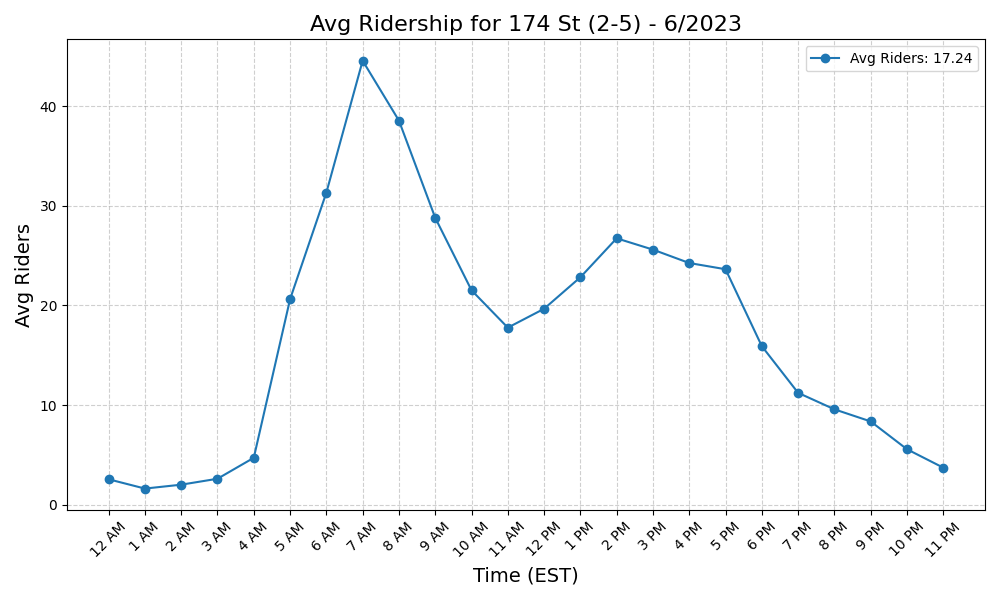 Avg Ridership for 174 St (2-5) - 6/2023
Avg Riders: 17.24
Avg Riders
40
30
20
10
0
12 AM
1 AM
2 AM
3 AM
4 AM
5 AM
6 AM
7 AM
8 AM
9 AM
10 AM
11 AM
12 PM
1 PM
2 PM
3 PM
4 PM
5 PM
6 PM
7 PM
8 PM
9 PM
10 PM
11 PM
Time (EST)